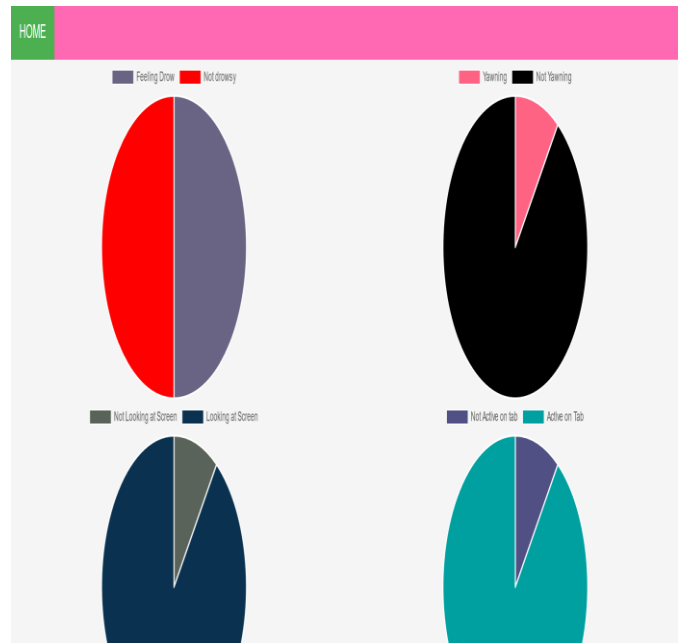 HOME
Feeling Drow Not drowsy
Yawning Not Yawning
Not Looking at Screen Looking at Screen
Not Active on tab Active on Tab